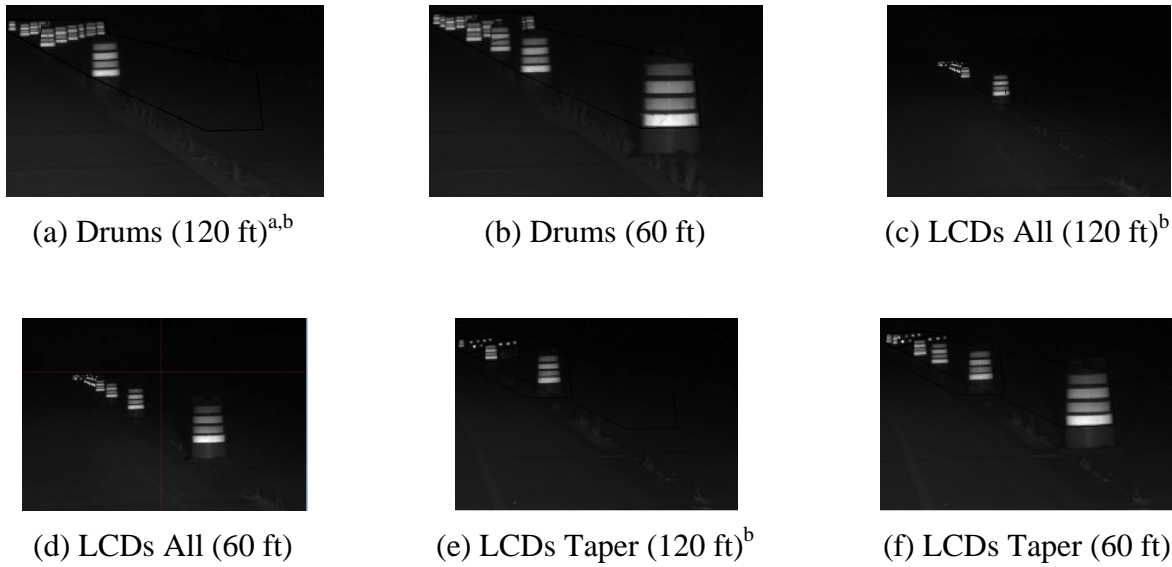 (a) Drums (120 ft)a,b
(b) Drums (60 ft)
(c) LCDs All (120 ft)b
(d) LCDs All (60 ft)
(e) LCDs Taper (120 ft)b
(f) LCDs Taper (60 ft)